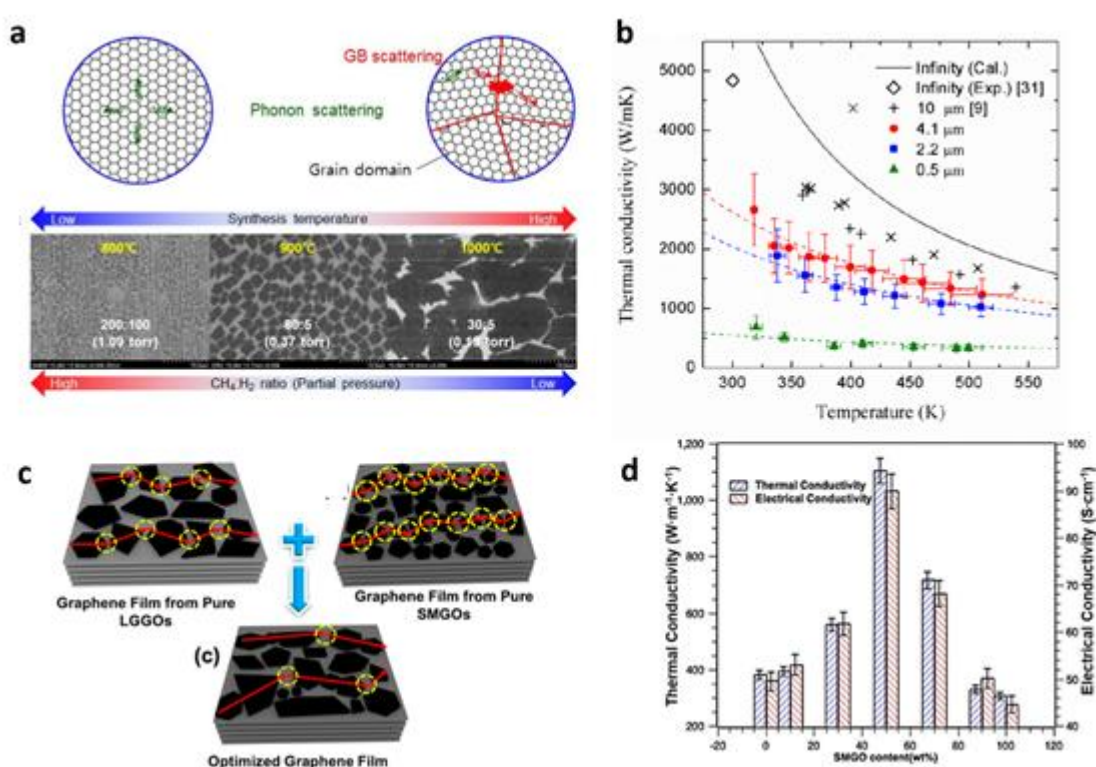 a
GB scattering
Phonon scattering
Grain domain
Low Synthesis temperature High
800℃ 900℃ 1000℃
200:100 80:5 30:5
(1.09 torr) (0.37 torr)
High CH4:H2 ratio (Partial pressure) Low
b
Thermal conductivity (W/mK)
5000
4000
3000
2000
1000
0
300 350 400 450 500 550
Temperature (K)
Infinity (Cal.)
Infinity (Exp.) [31]
10 μm [9]
4.1 μm
2.2 μm
0.5 μm
c
Graphene Film from Pure
LGGOs
Graphene Film from Pure
SMGOs
(c)
Optimized Graphene Film
d
Thermal Conductivity (W·m⁻¹·K⁻¹)
1,200
1,000
800
600
400
200
Thermal Conductivity
Electrical Conductivity
100
90
80
70
60
50
40
Electrical Conductivity (S·cm⁻¹)
-20 0 20 40 60 80 100 120
SMGO content(wt%)